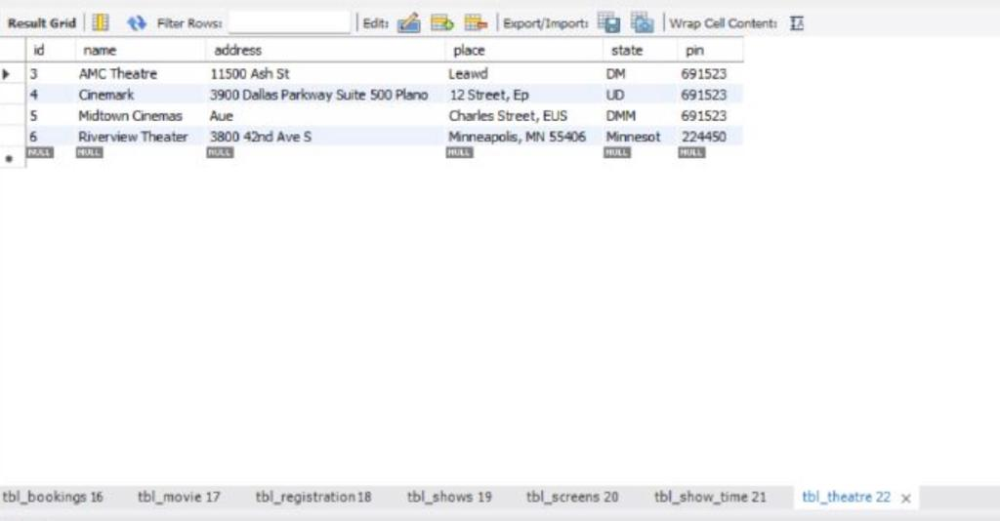 Result Grid Filter Rows: Edit: Export/Import: Wrap Cell Content:
id name address place state pin
3 AMC Theatre 11500 Ash St Leawd DM 691523
4 Cinemark 3900 Dallas Parkway Suite 500 Plano 12 Street, Ep UD 691523
5 Midtown Cinemas Aue Charles Street, EUS DMM 691523
6 Riverview Theater 3800 42nd Ave S Minneapolis, MN 55406 Minnesot 224450
NULL NULL NULL NULL NULL NULL
tbl_bookings 16 tbl_movie 17 tbl_registration 18 tbl_shows 19 tbl_screens 20 tbl_show_time 21 tbl_theatre 22